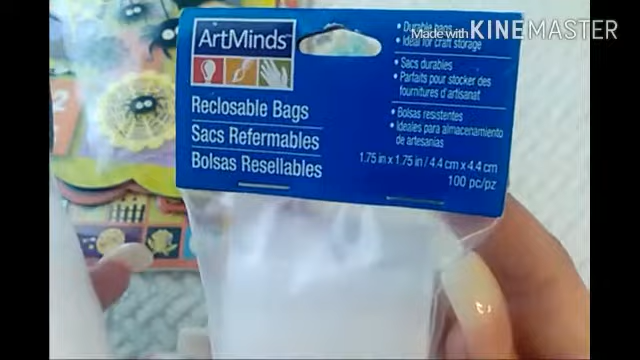 Made with KINEMASTER
ArtMinds
Reclosable Bags
Sacs Refermables
Bolsas Resellables
• Durable bags
• Ideal for craft storage
• Sacs durables
• Parfaits pour stocker des
fournitures d'artisanat
• Bolsas resistentes
• Ideales para almacenamiento
de artesanías
1.75 in x 1.75 in / 4.4 cm x 4.4 cm
100 pc/pz
2